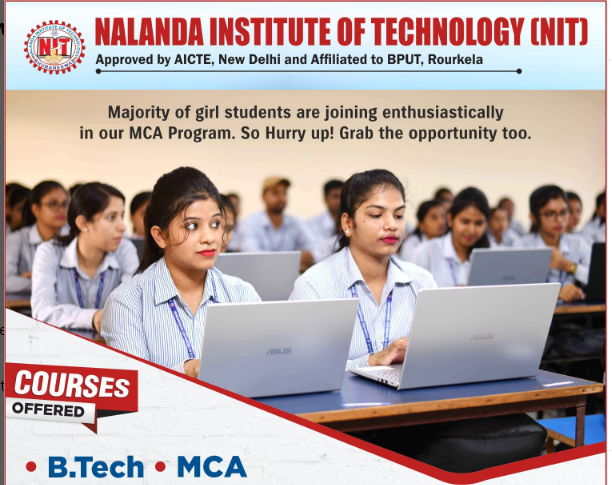 NIT
NALANDA INSTITUTE OF TECHNOLOGY (NIT)
Approved by AICTE, New Delhi and Affiliated to BPUT, Rourkela
Majority of girl students are joining enthusiastically
in our MCA Program. So Hurry up! Grab the opportunity too.
ASUS
ASUS
COURSES
OFFERED
• B.Tech • MCA